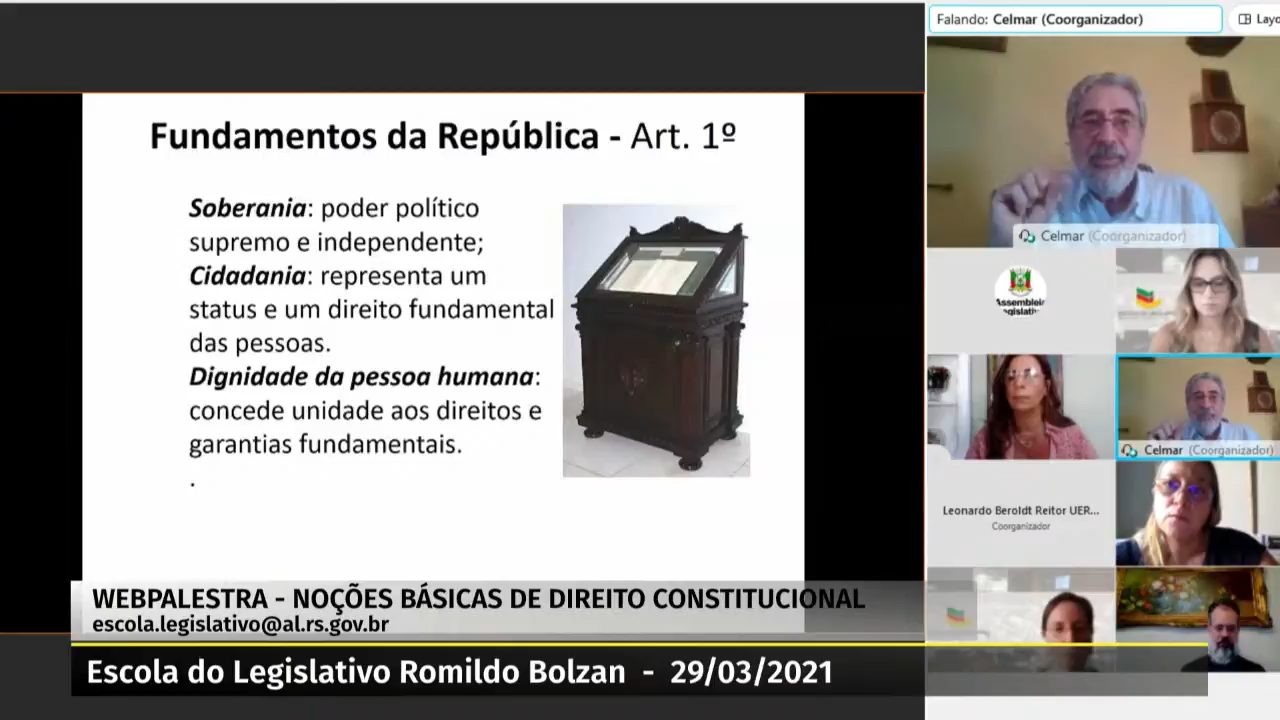 Falando: Celmar (Coorganizador)
Layo
Fundamentos da República - Art. 1º
Soberania: poder político
supremo e independente;
Cidadania: representa um
status e um direito fundamental
das pessoas.
Dignidade da pessoa humana:
concede unidade aos direitos e
garantias fundamentais.
.
Celmar (Coorganizador)
Assembleia
Legislativ
Celmar (Coorganizador)
Leonardo Beroldt Reitor UER...
Coorganizador
WEBPALESTRA - NOÇÕES BÁSICAS DE DIREITO CONSTITUCIONAL
escola.legislativo@al.rs.gov.br
Escola do Legislativo Romildo Bolzan - 29/03/2021